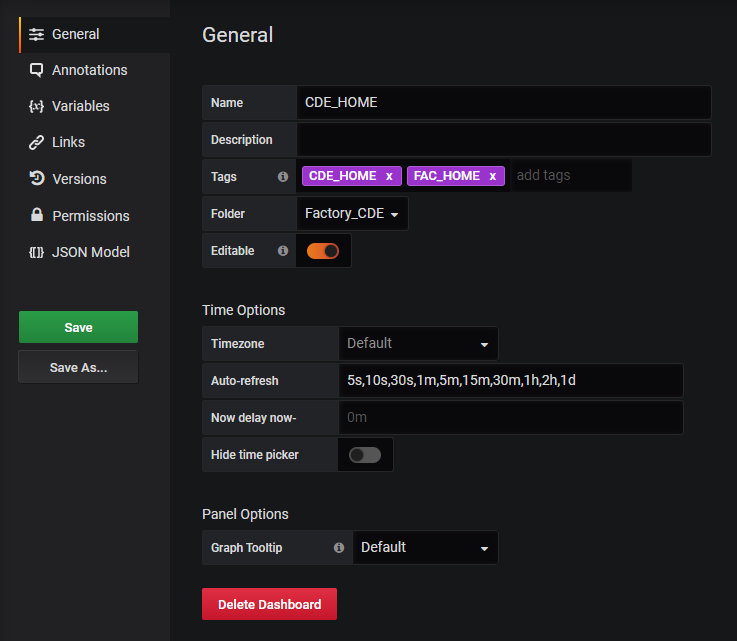 General
Annotations
Variables
Links
Versions
Permissions
JSON Model
Save
Save As...
General
Name CDE_HOME
Description
Tags CDE_HOME x FAC_HOME x add tags
Folder Factory_CDE
Editable
Time Options
Timezone Default
Auto-refresh 5s,10s,30s,1m,5m,15m,30m,1h,2h,1d
Now delay now- 0m
Hide time picker
Panel Options
Graph Tooltip Default
Delete Dashboard